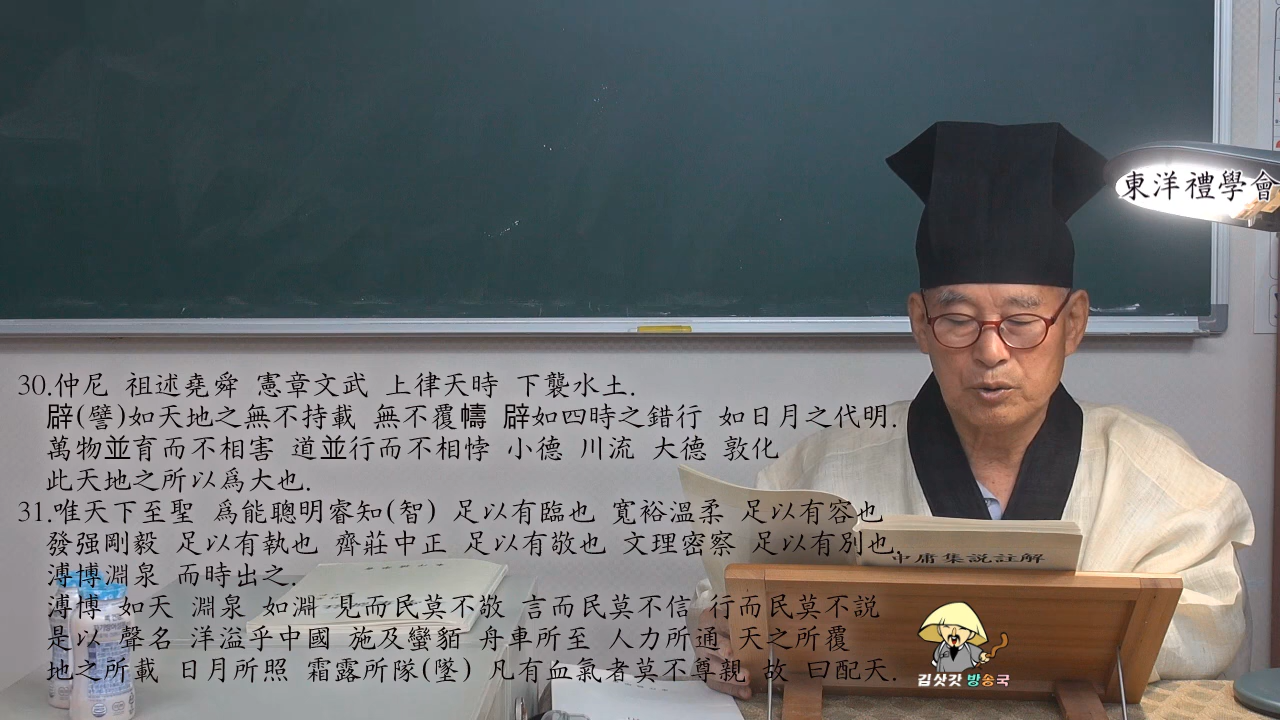 東洋禮學會
30.仲尼 祖述堯舜 憲章文武 上律天時 下襲水土.
辟(譬)如天地之無不持載 無不覆幬 辟如四時之錯行 如日月之代明.
萬物並育而不相害 道並行而不相悖 小德 川流 大德 敦化
此天地之所以爲大也.
31.唯天下至聖 爲能聰明睿知(智) 足以有臨也 寬裕溫柔 足以有容也
發强剛毅 足以有執也 齊莊中正 足以有敬也 文理密察 足以有別也
溥博淵泉 而時出之.
溥博 如天 淵泉 如淵 見而民莫不敬 言而民莫不信 行而民莫不說
是以 聲名 洋溢乎中國 施及蠻貊 舟車所至 人力所通 天之所覆
地之所載 日月所照 霜露所隊(墜) 凡有血氣者莫不尊親 故 曰配天.
中庸集説註解
김삿갓 방송국